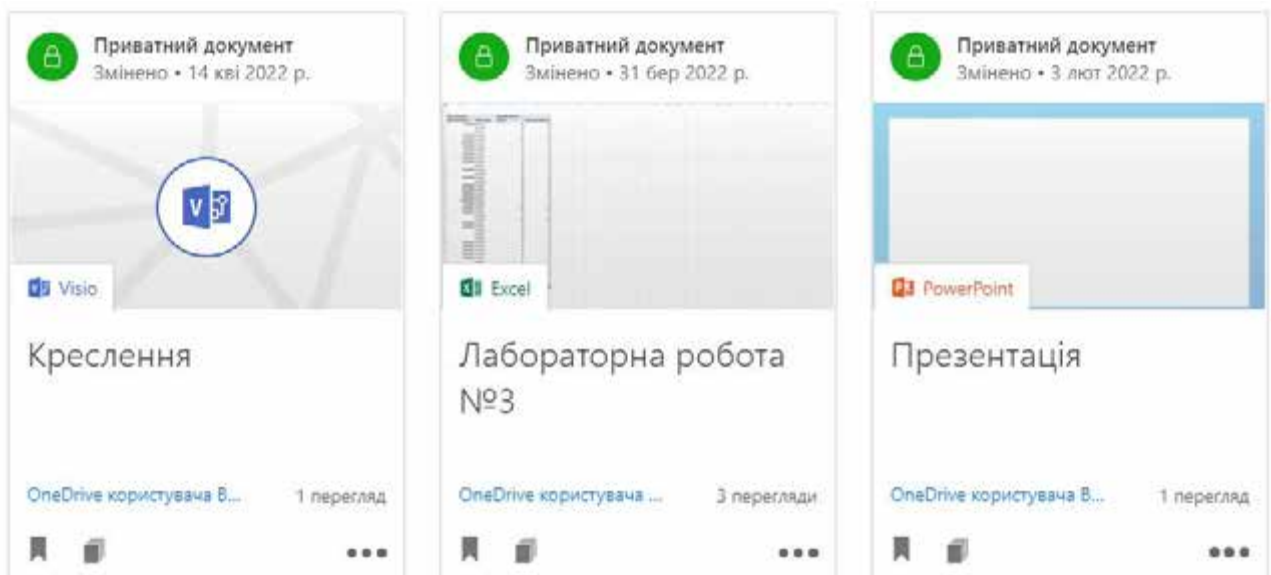 Приватний документ
Змінено • 14 кві 2022 р.
Visio
Креслення
OneDrive користувача В...
1 перегляд
Приватний документ
Змінено • 31 бер 2022 р.
Excel
Лабораторна робота
№3
OneDrive користувача ...
3 перегляди
Приватний документ
Змінено • 3 лют 2022 р.
PowerPoint
Презентація
OneDrive користувача В...
1 перегляд